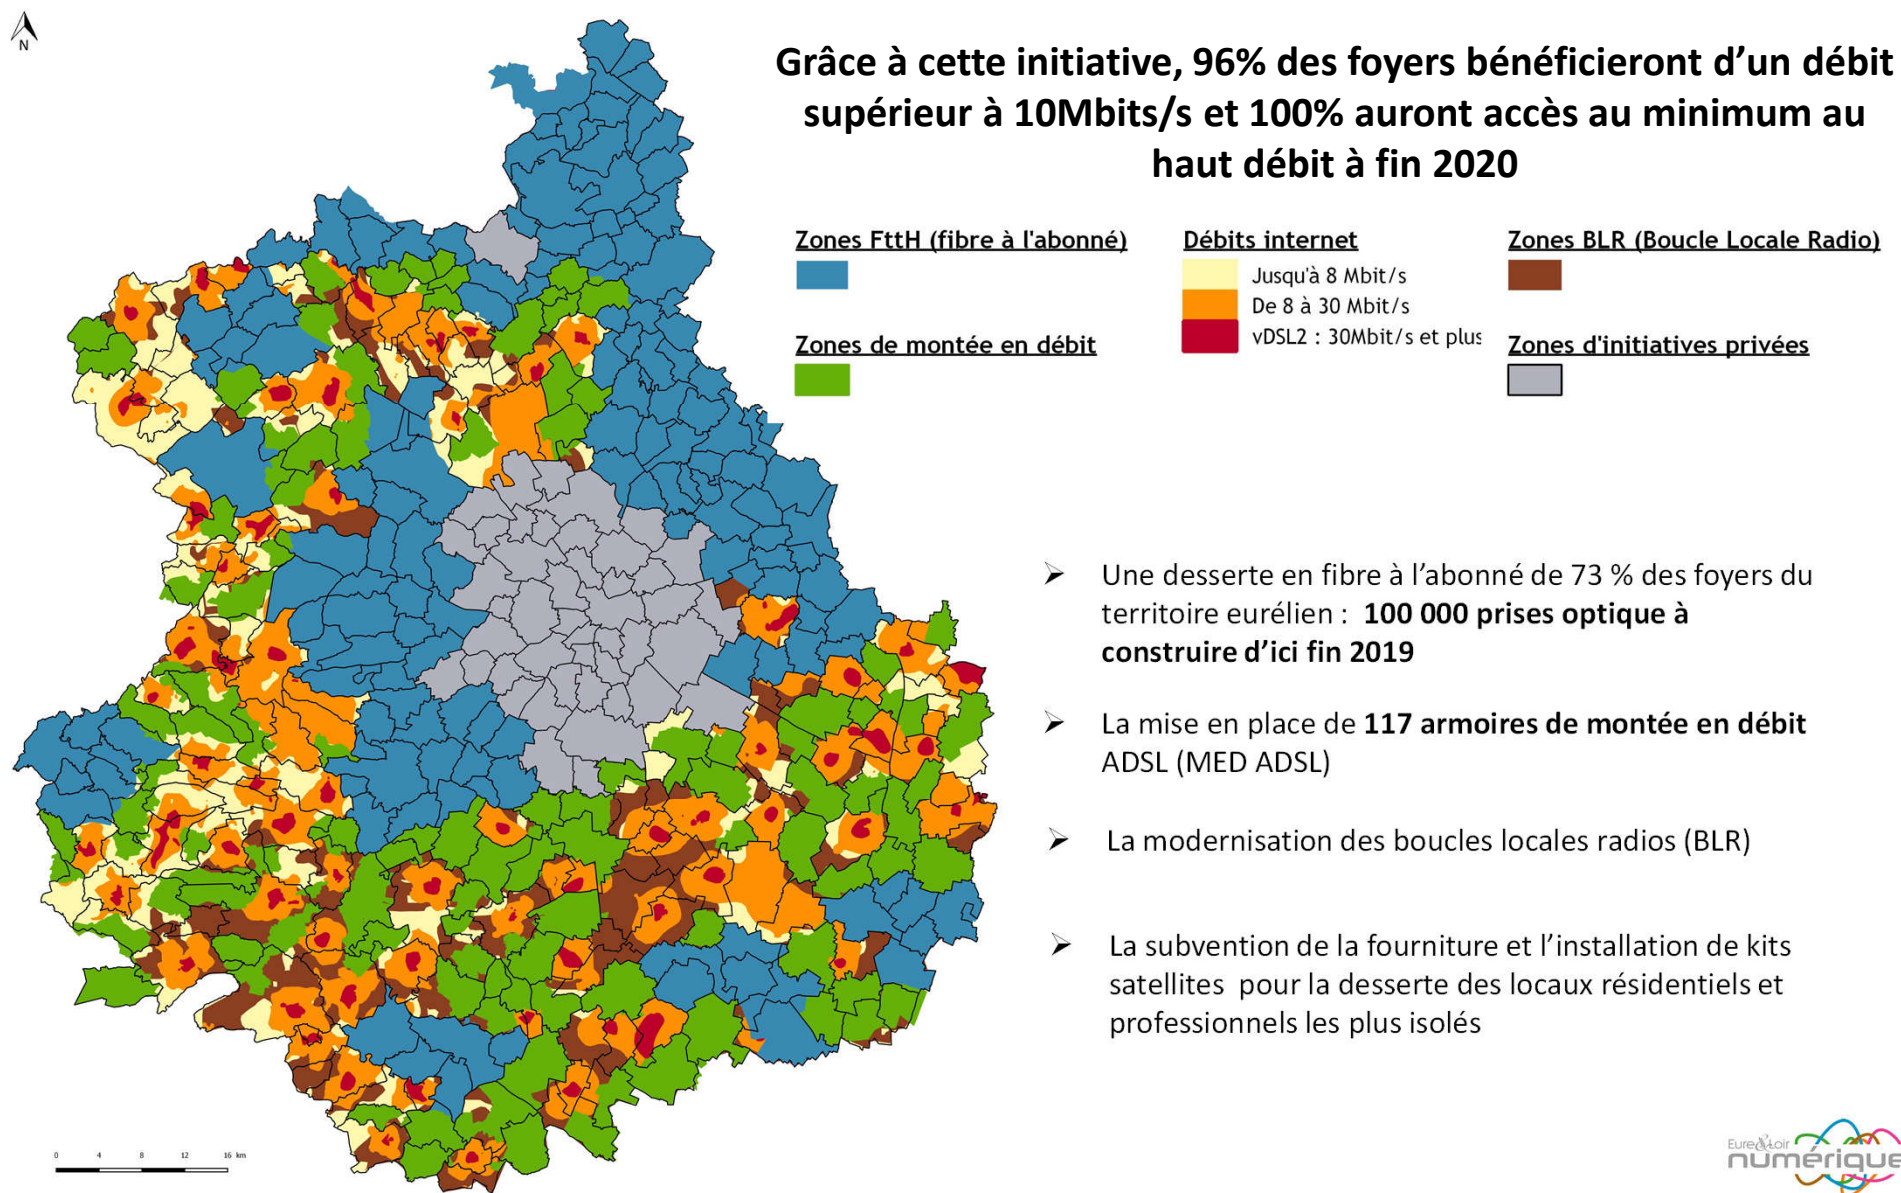 N
Grâce à cette initiative, 96% des foyers bénéficieront d’un débit
supérieur à 10Mbits/s et 100% auront accès au minimum au
haut débit à fin 2020
Zones FttH (fibre à l'abonné)
Zones de montée en débit
Débits internet
Jusqu'à 8 Mbit/s
De 8 à 30 Mbit/s
vDSL2 : 30Mbit/s et plus
Zones BLR (Boucle Locale Radio)
Zones d'initiatives privées
➢ Une desserte en fibre à l’abonné de 73 % des foyers du
territoire eurélien : 100 000 prises optique à
construire d’ici fin 2019
➢ La mise en place de 117 armoires de montée en débit
ADSL (MED ADSL)
➢ La modernisation des boucles locales radios (BLR)
➢ La subvention de la fourniture et l’installation de kits
satellites pour la desserte des locaux résidentiels et
professionnels les plus isolés
0 4 8 12 16 km
Eure&Loir
numérique